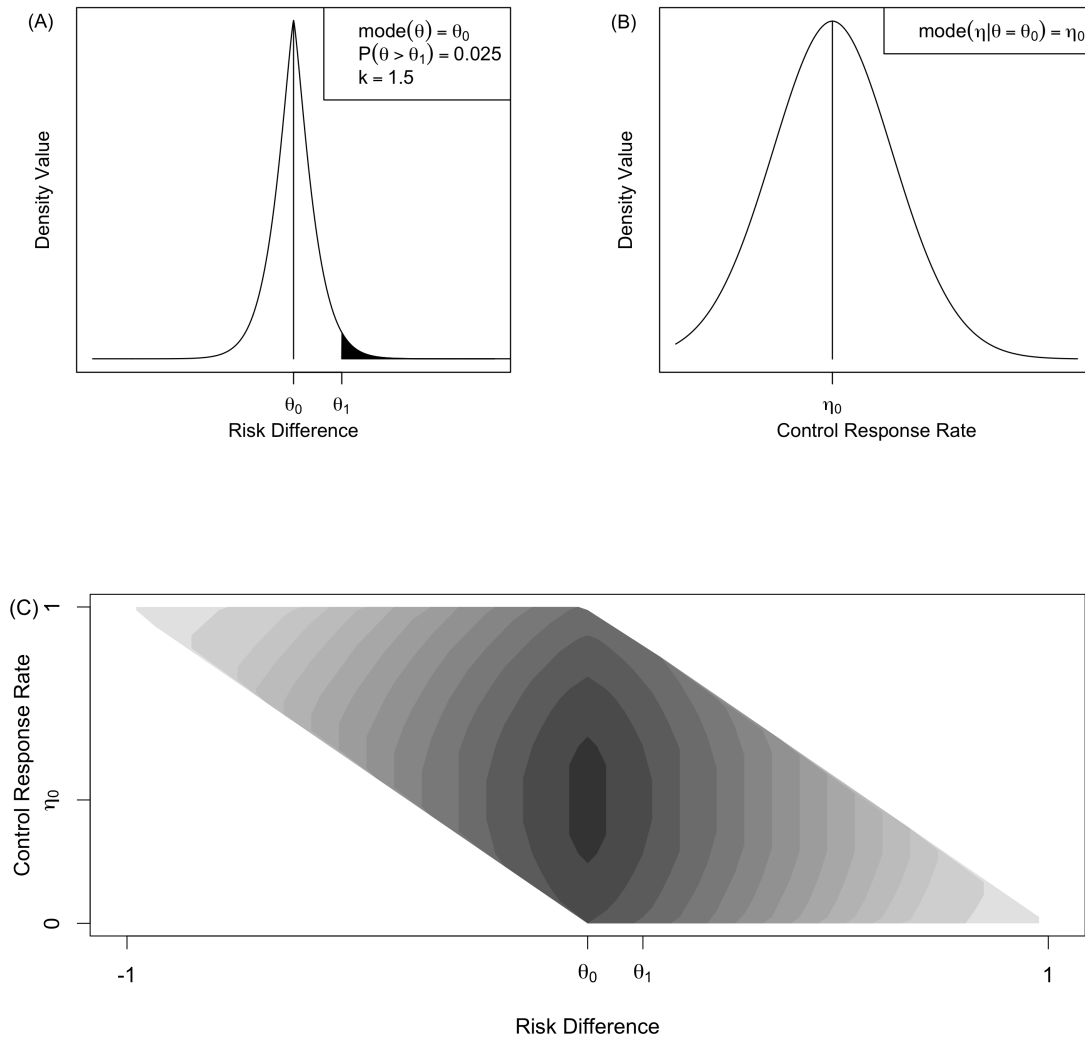 (A)
mode(θ) = θ₀
P(θ > θ₁) = 0.025
k = 1.5
Density Value
θ₀ θ₁
Risk Difference
(B)
mode(η|θ = θ₀) = η₀
Density Value
η₀
Control Response Rate
(C)
Control Response Rate
1
η₀
0
-1 θ₀ θ₁ 1
Risk Difference